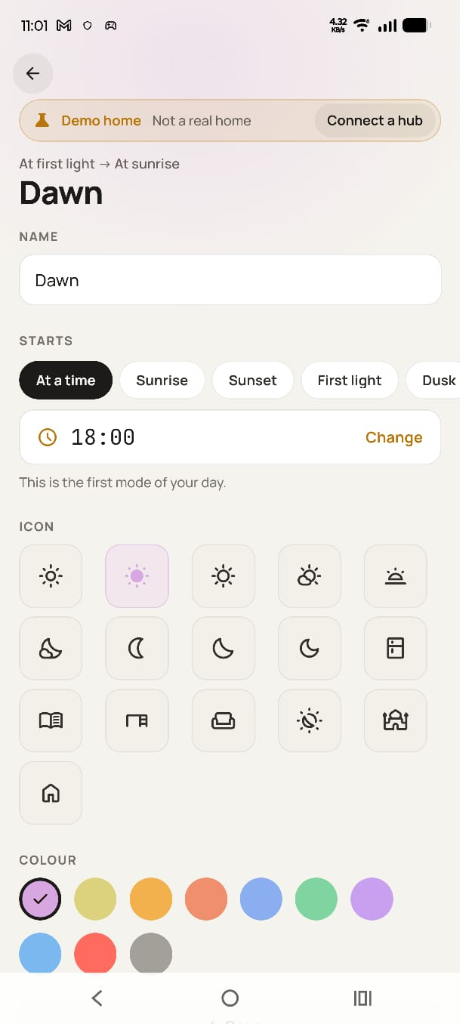 11:01
4.32
KB/s
Demo home Not a real home Connect a hub
At first light → At sunrise
Dawn
NAME
Dawn
STARTS
At a time Sunrise Sunset First light Dusk
18:00 Change
This is the first mode of your day.
ICON
COLOUR